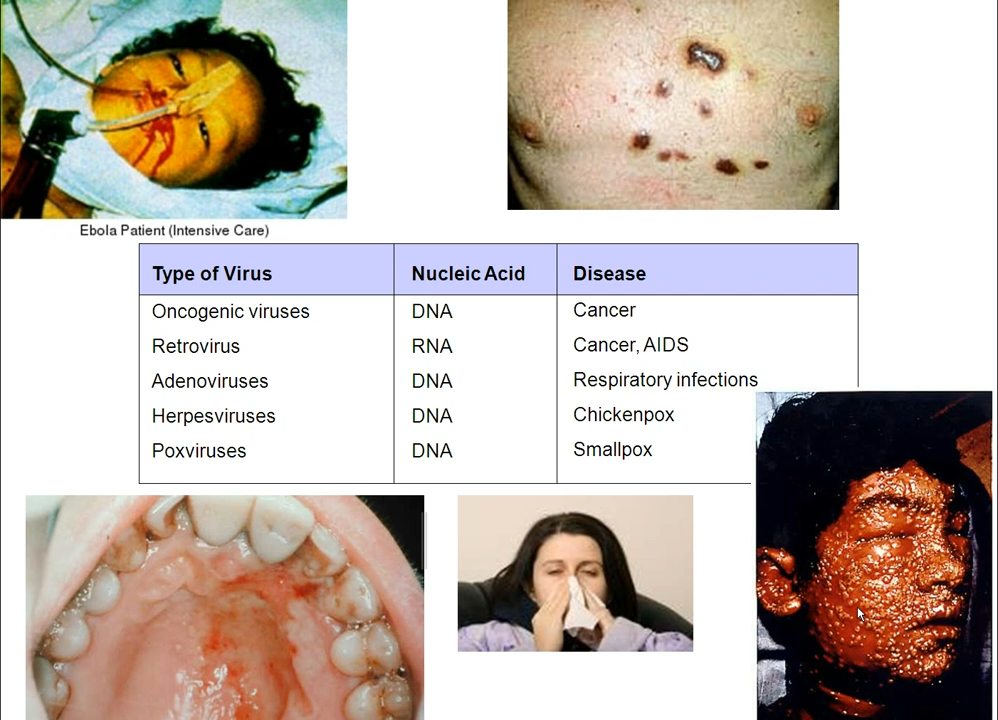 Ebola Patient (Intensive Care)
Type of Virus Nucleic Acid Disease
Oncogenic viruses DNA Cancer
Retrovirus RNA Cancer, AIDS
Adenoviruses DNA Respiratory infections
Herpesviruses DNA Chickenpox
Poxviruses DNA Smallpox